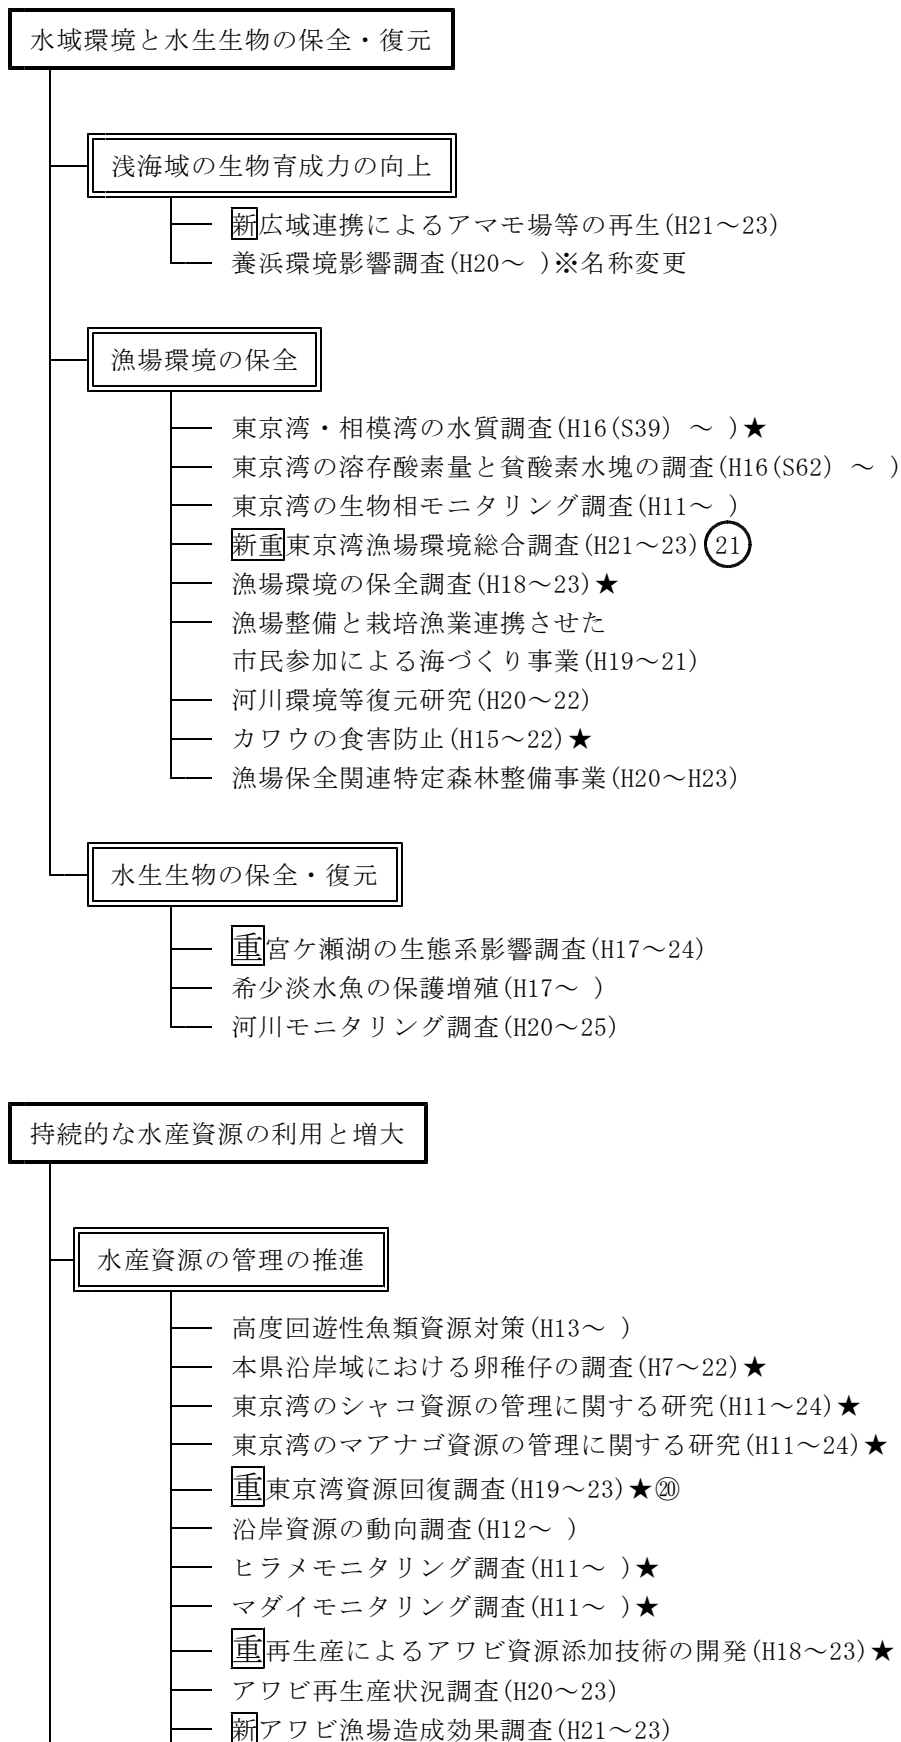 水域環境と水生生物の保全・復元
浅海域の生物育成力の向上
新広域連携によるアマモ場等の再生(H21～23)
養浜環境影響調査(H20～ )※名称変更
漁場環境の保全
東京湾・相模湾の水質調査(H16(S39) ～ )★
東京湾の溶存酸素量と貧酸素水塊の調査(H16(S62) ～ )
東京湾の生物相モニタリング調査(H11～ )
新重東京湾漁場環境総合調査(H21～23)21
漁場環境の保全調査(H18～23)★
漁場整備と栽培漁業連携させた
市民参加による海づくり事業(H19～21)
河川環境等復元研究(H20～22)
カワウの食害防止(H15～22)★
漁場保全関連特定森林整備事業(H20～H23)
水生生物の保全・復元
重宮ケ瀬湖の生態系影響調査(H17～24)
希少淡水魚の保護増殖(H17～ )
河川モニタリング調査(H20～25)
持続的な水産資源の利用と増大
水産資源の管理の推進
高度回遊性魚類資源対策(H13～ )
本県沿岸域における卵稚仔の調査(H7～22)★
東京湾のシャコ資源の管理に関する研究(H11～24)★
東京湾のマアナゴ資源の管理に関する研究(H11～24)★
重東京湾資源回復調査(H19～23)★⑳
沿岸資源の動向調査(H12～ )
ヒラメモニタリング調査(H11～ )★
マダイモニタリング調査(H11～ )★
重再生産によるアワビ資源添加技術の開発(H18～23)★
アワビ再生産状況調査(H20～23)
新アワビ漁場造成効果調査(H21～23)